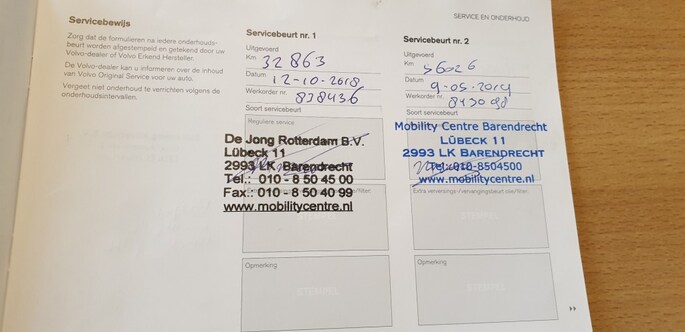 SERVICE EN ONDERHOUD
Servicebewijs
Zorg dat de formulieren na iedere onderhouds-
beurt worden afgestempeld en getekend door uw
Volvo-dealer of Volvo Erkend Hersteller.
De Volvo-dealer kan u informeren over de inhoud
van Volvo Original Service voor uw auto.
Vergeet niet onderhoud te verrichten volgens de
onderhoudsintervallen.
Servicebeurt nr. 1
Uitgevoerd
Km 32863
Datum 12-10-2018
Werkorder nr. 838436
Soort servicebeurt
Reguliere service
De Jong Rotterdam B.V.
Lübeck 11
2993 LK Barendrecht
Tel.: 010 - 8 50 45 00
Fax.: 010 - 8 50 40 99
www.mobilitycentre.nl
Opmerking
Servicebeurt nr. 2
Uitgevoerd
Km 56026
Datum 9-05-2019
Werkorder nr.
Soort servicebeurt
Mobility Centre Barendrecht
LÜBECK 11
2993 LK BARENDRECHT
Tel.: 010-8504500
www.mobilitycentre.nl
Extra verversings-/vervangingsbeurt olie/filter
Opmerking